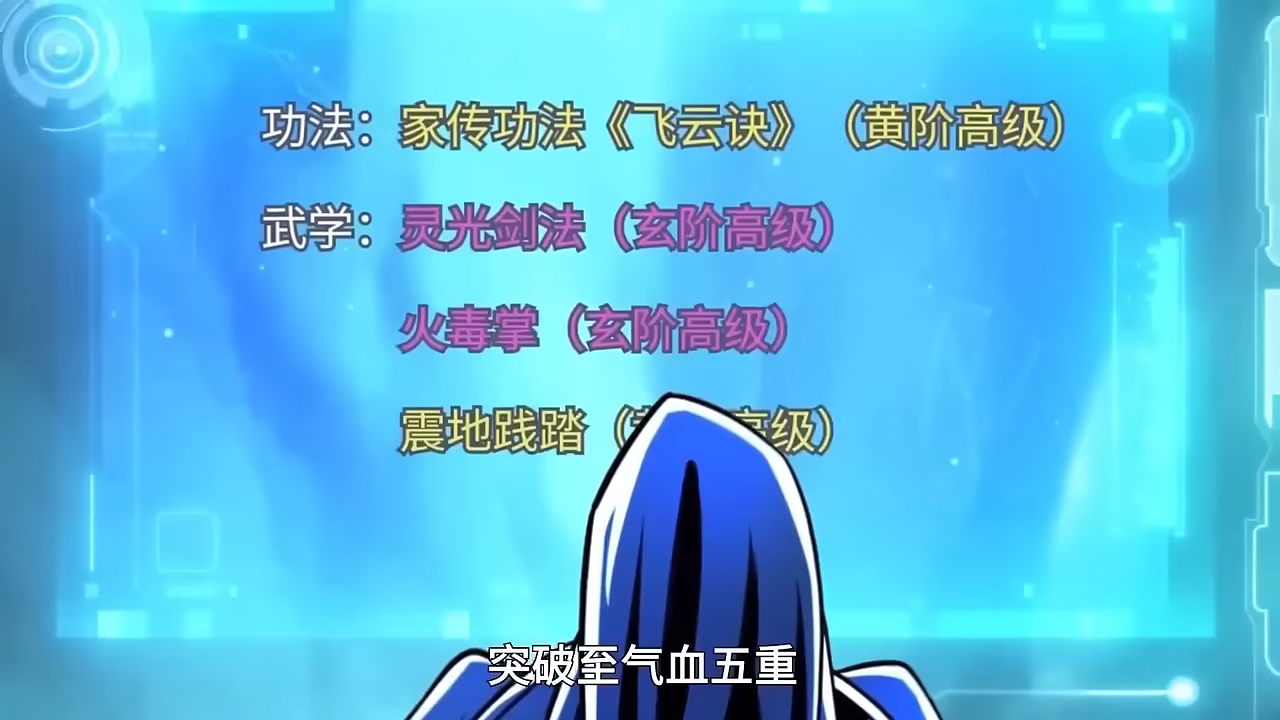 功法：家传功法《飞云诀》（黄阶高级）
武学：灵光剑法（玄阶高级）
火毒掌（玄阶高级）
震地践踏（高级）
突破至气血五重